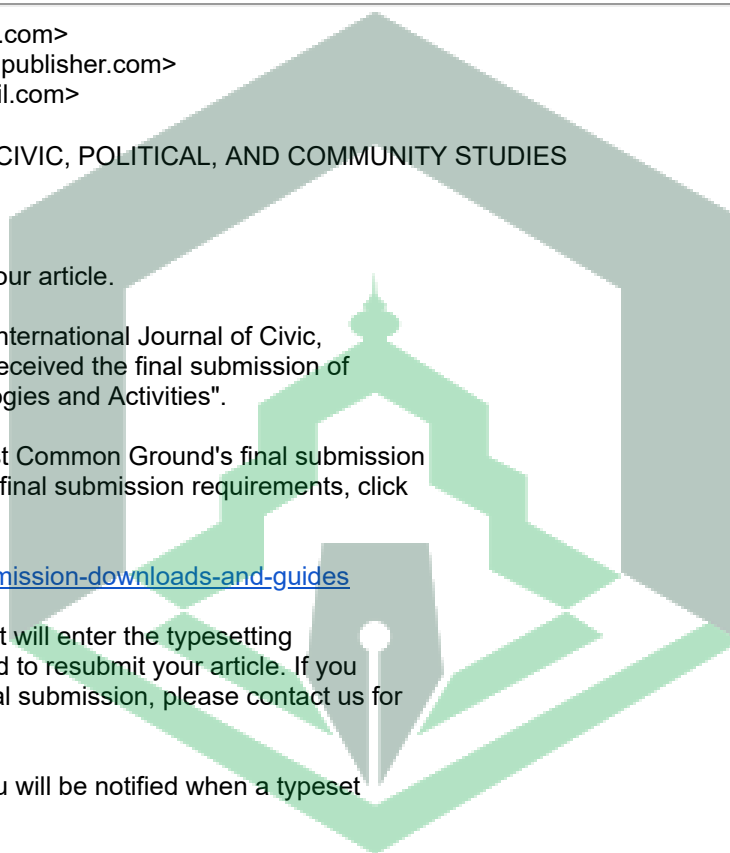 .com>
publisher.com>
il.com>
CIVIC, POLITICAL, AND COMMUNITY STUDIES
our article.
nternational Journal of Civic,
eceived the final submission of
gies and Activities".
t Common Ground's final submission
final submission requirements, click
mission-downloads-and-guides
t will enter the typesetting
d to resubmit your article. If you
al submission, please contact us for
u will be notified when a typeset